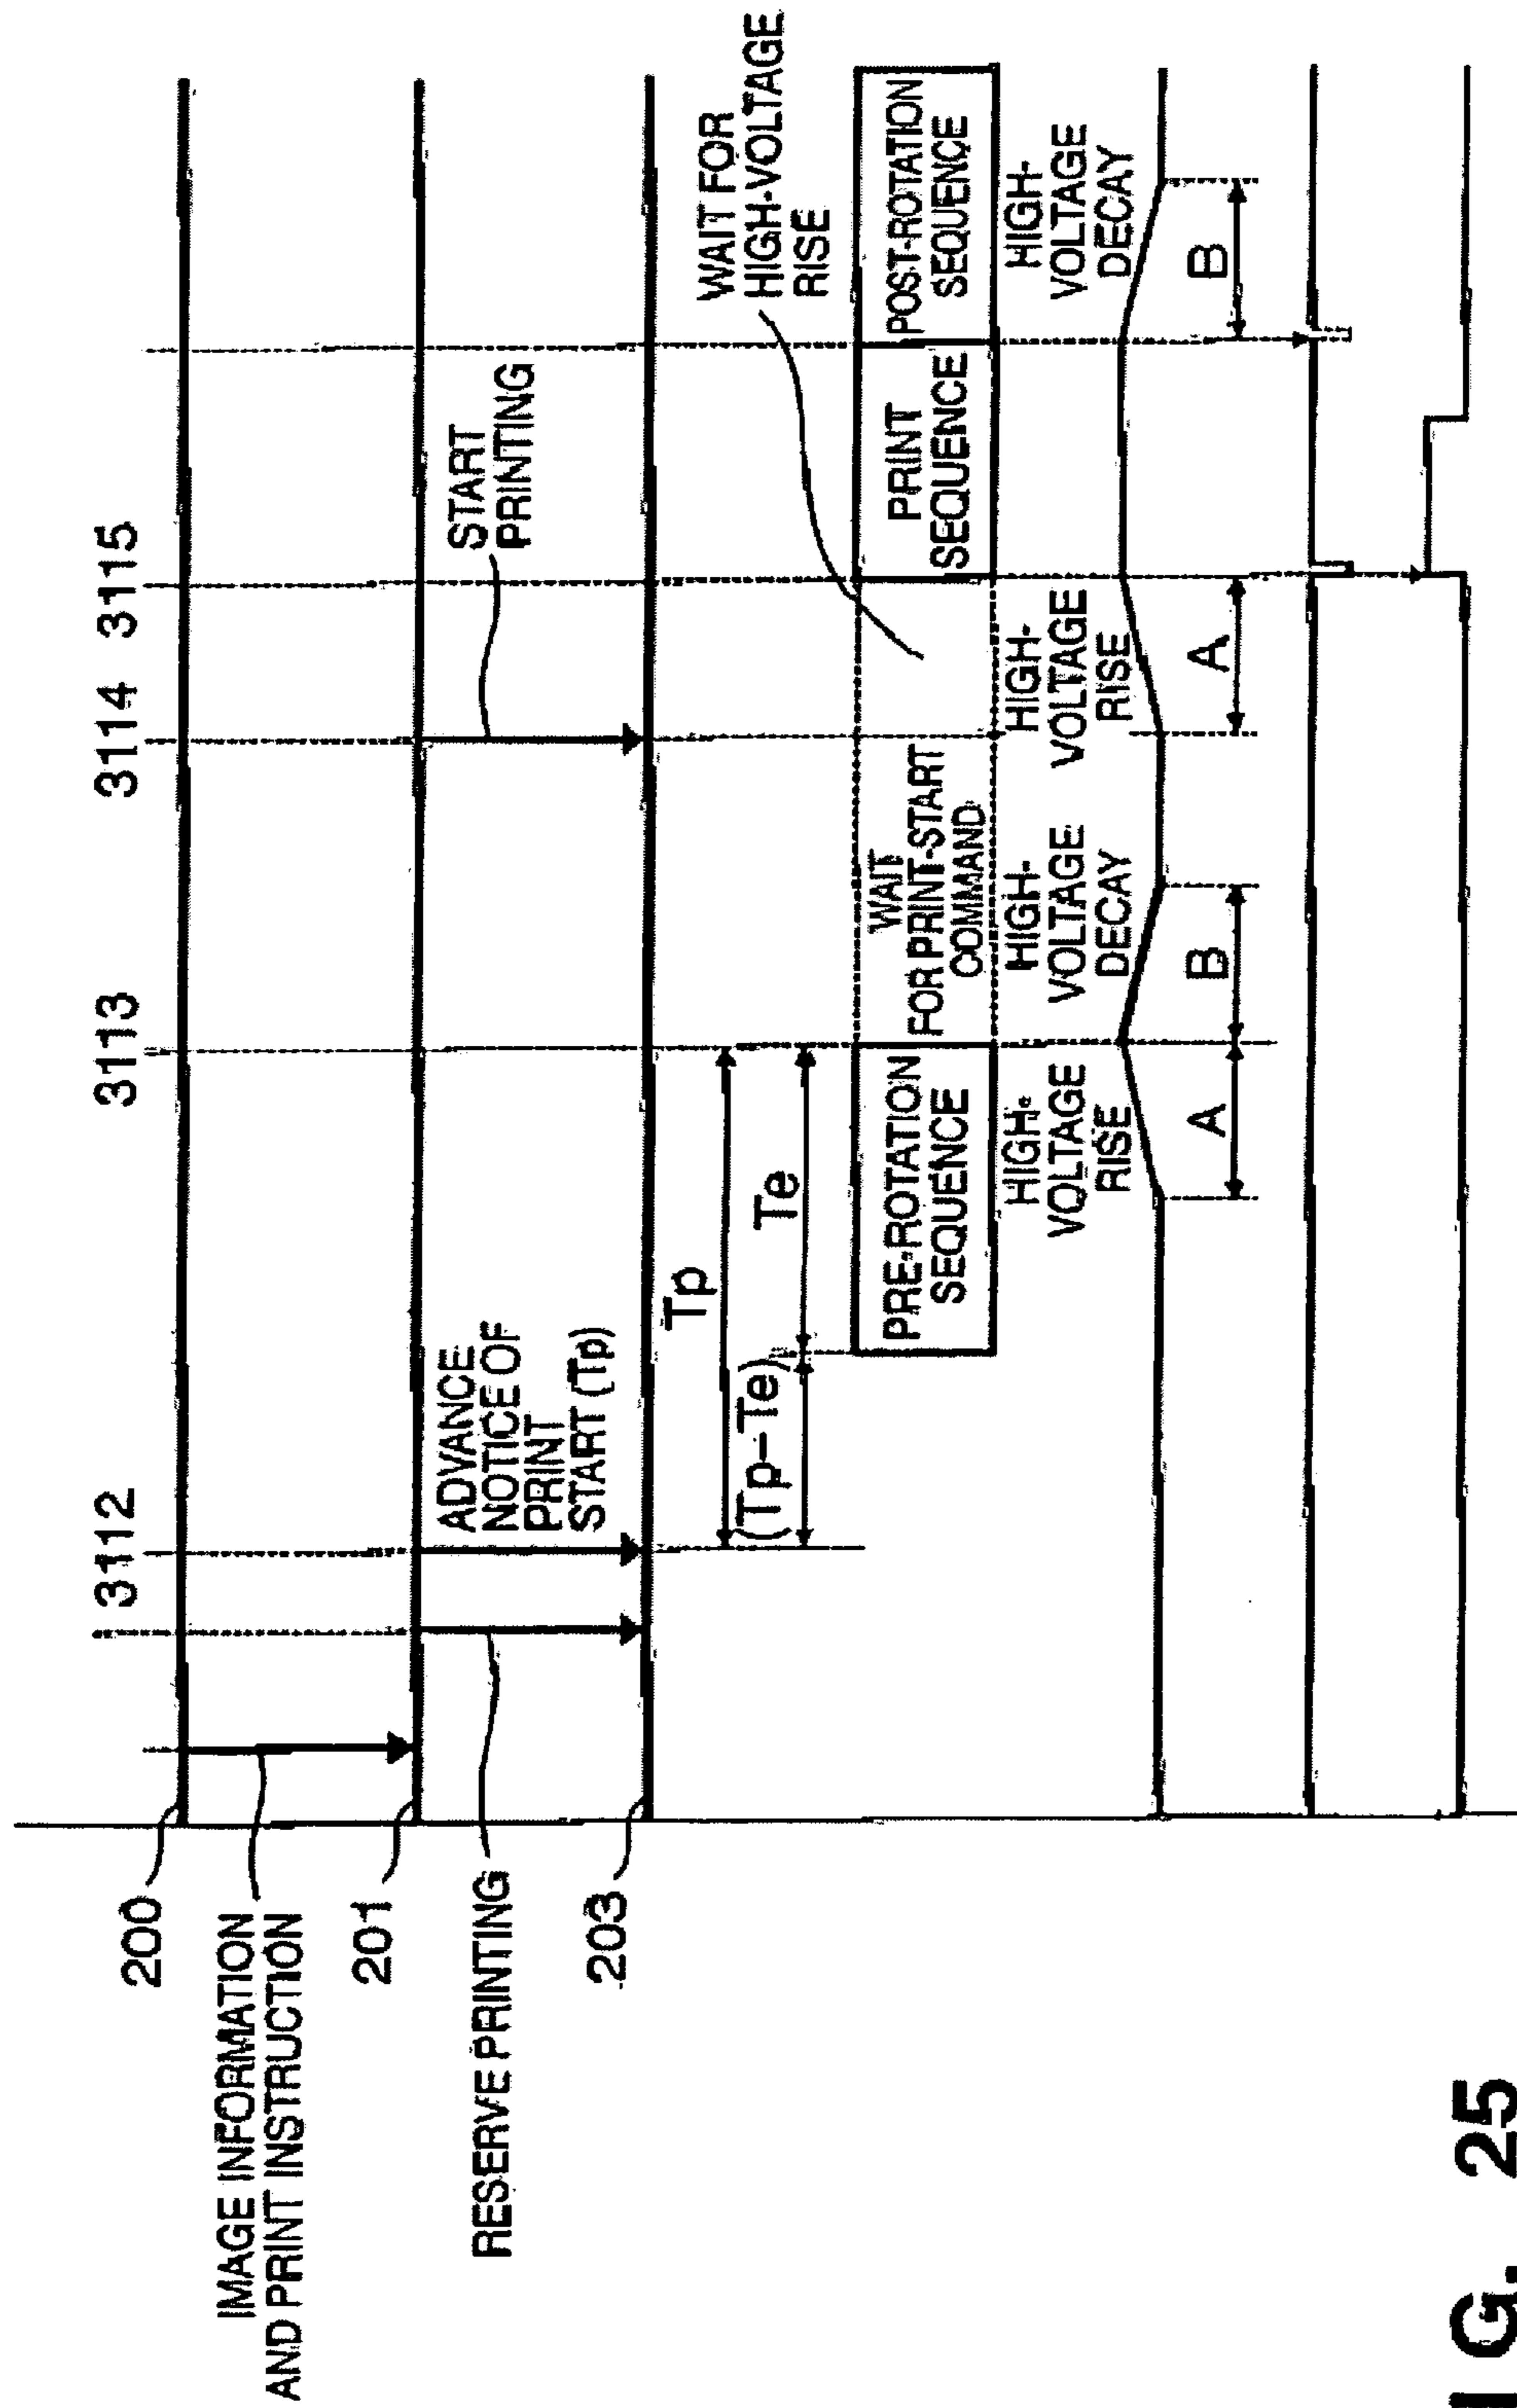 3112
3113
3114
3115
200
IMAGE INFORMATION
AND PRINT INSTRUCTION
201
RESERVE PRINTING
ADVANCE
NOTICE OF
PRINT
START (Tp)
START
PRINTING
203
Tp
(Tp-Te)
Te
WAIT FOR
HIGH-VOLTAGE
RISE
PRE-ROTATION
SEQUENCE
WAIT
FOR PRINT-START
COMMAND
PRINT
SEQUENCE
POST-ROTATION
SEQUENCE
HIGH-
VOLTAGE
RISE
HIGH-
VOLTAGE
DECAY
HIGH-
VOLTAGE
RISE
HIGH-
VOLTAGE
DECAY
A
B
A
B
IG. 25